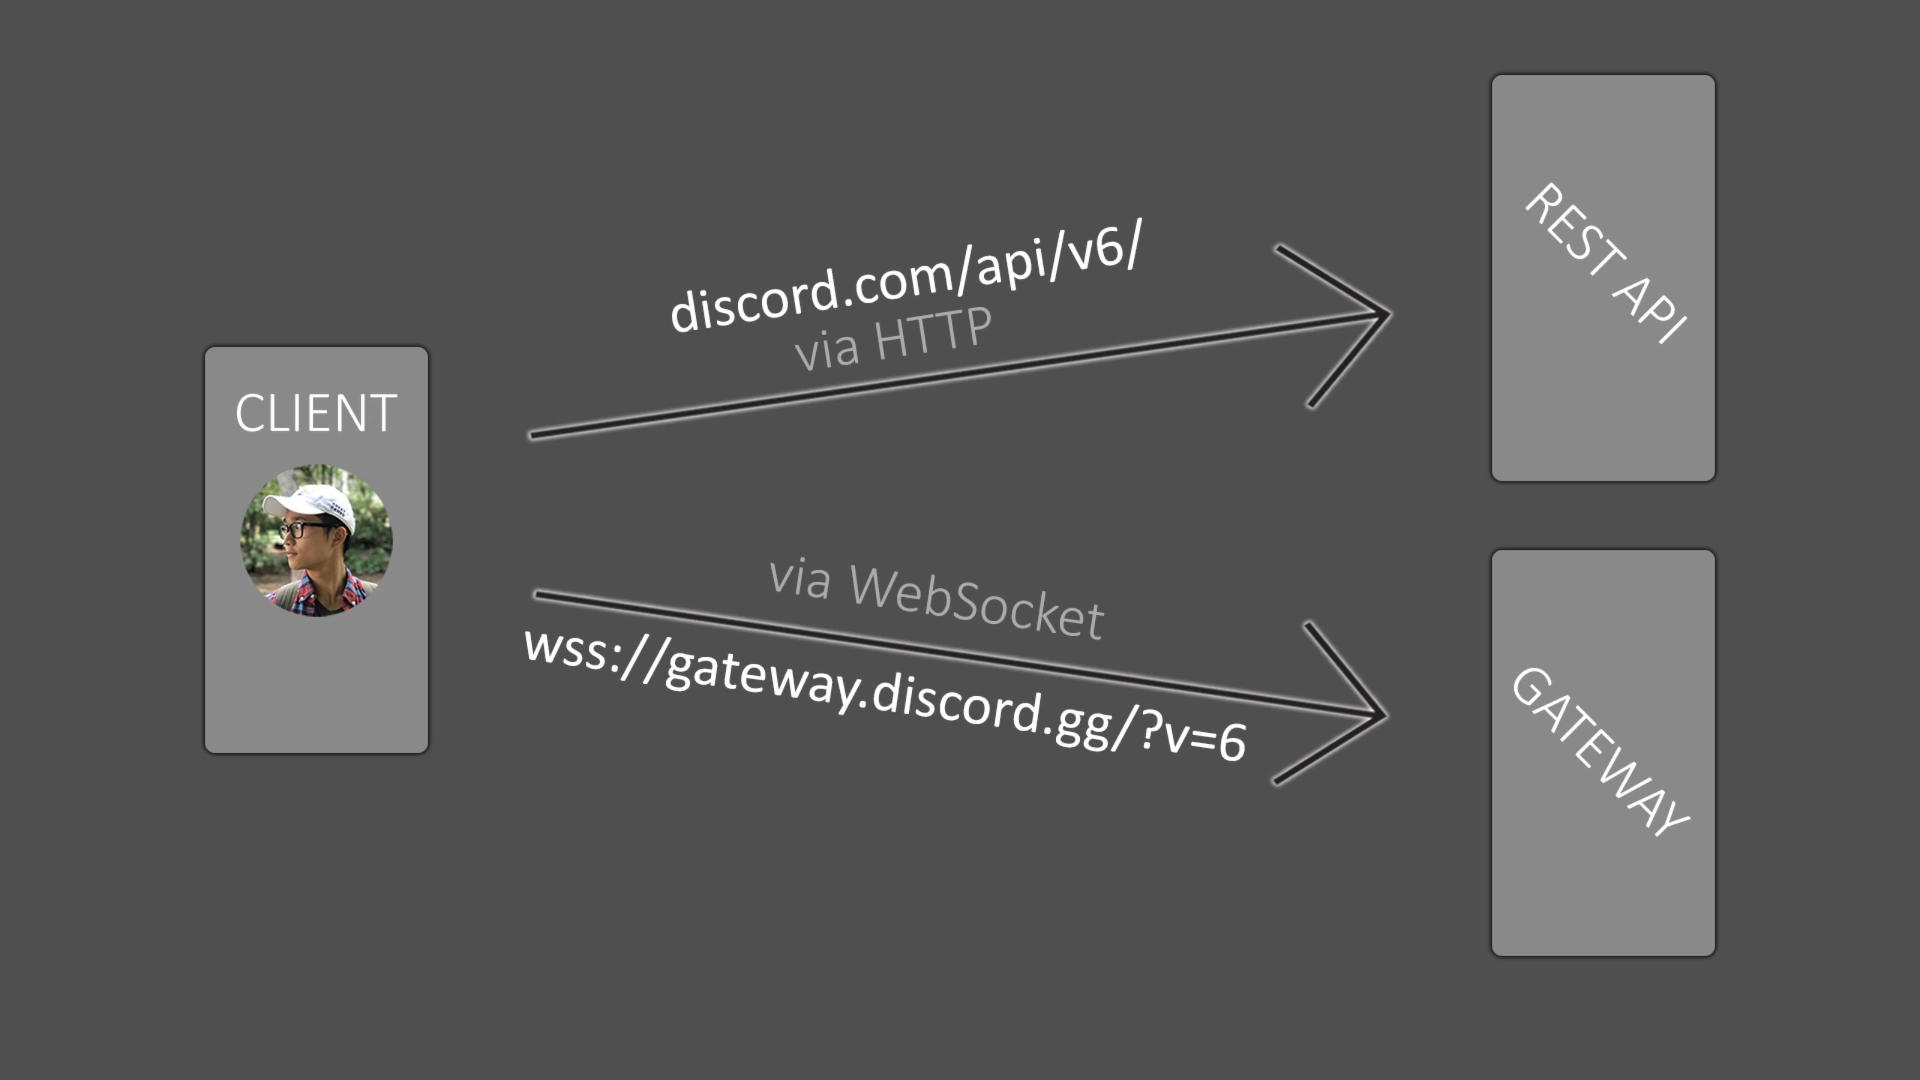 CLIENT
discord.com/api/v6/
via HTTP
via WebSocket
wss://gateway.discord.gg/?v=6
REST API
GATEWAY